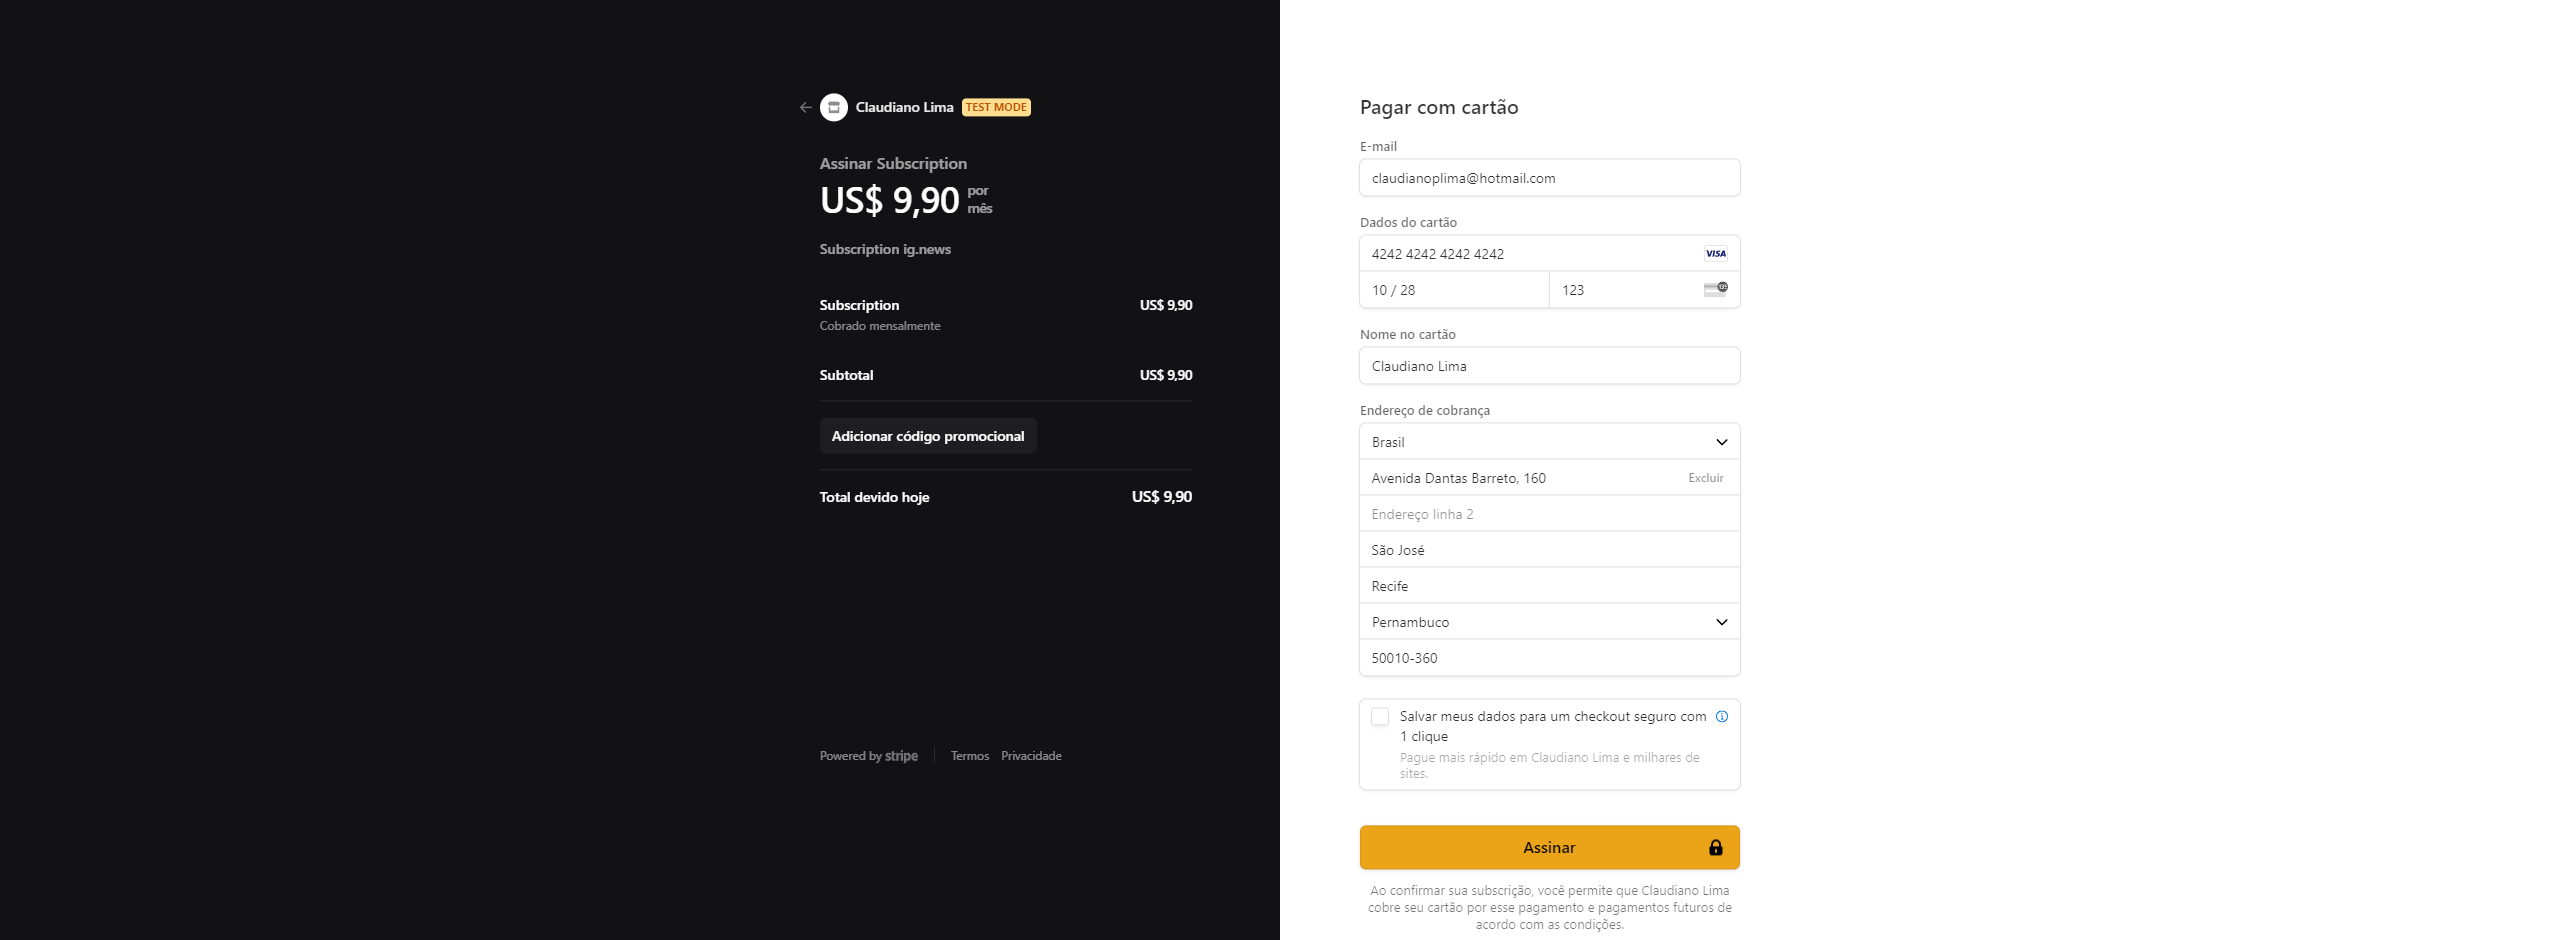 Claudiano Lima TEST MODE
Assinar Subscription
US$ 9,90 por
mês
Subscription ig.news
Subscription US$ 9,90
Cobrado mensalmente
Subtotal US$ 9,90
Adicionar código promocional
Total devido hoje US$ 9,90
Powered by stripe Termos Privacidade
Pagar com cartão
E-mail
claudianoplima@hotmail.com
Dados do cartão
4242 4242 4242 4242 VISA
10 / 28 123
Nome no cartão
Claudiano Lima
Endereço de cobrança
Brasil
Avenida Dantas Barreto, 160 Excluir
Endereço linha 2
São José
Recife
Pernambuco
50010-360
Salvar meus dados para um checkout seguro com
1 clique
Pague mais rápido em Claudiano Lima e milhares de
sites.
Assinar
Ao confirmar sua subscrição, você permite que Claudiano Lima
cobre seu cartão por esse pagamento e pagamentos futuros de
acordo com as condições.